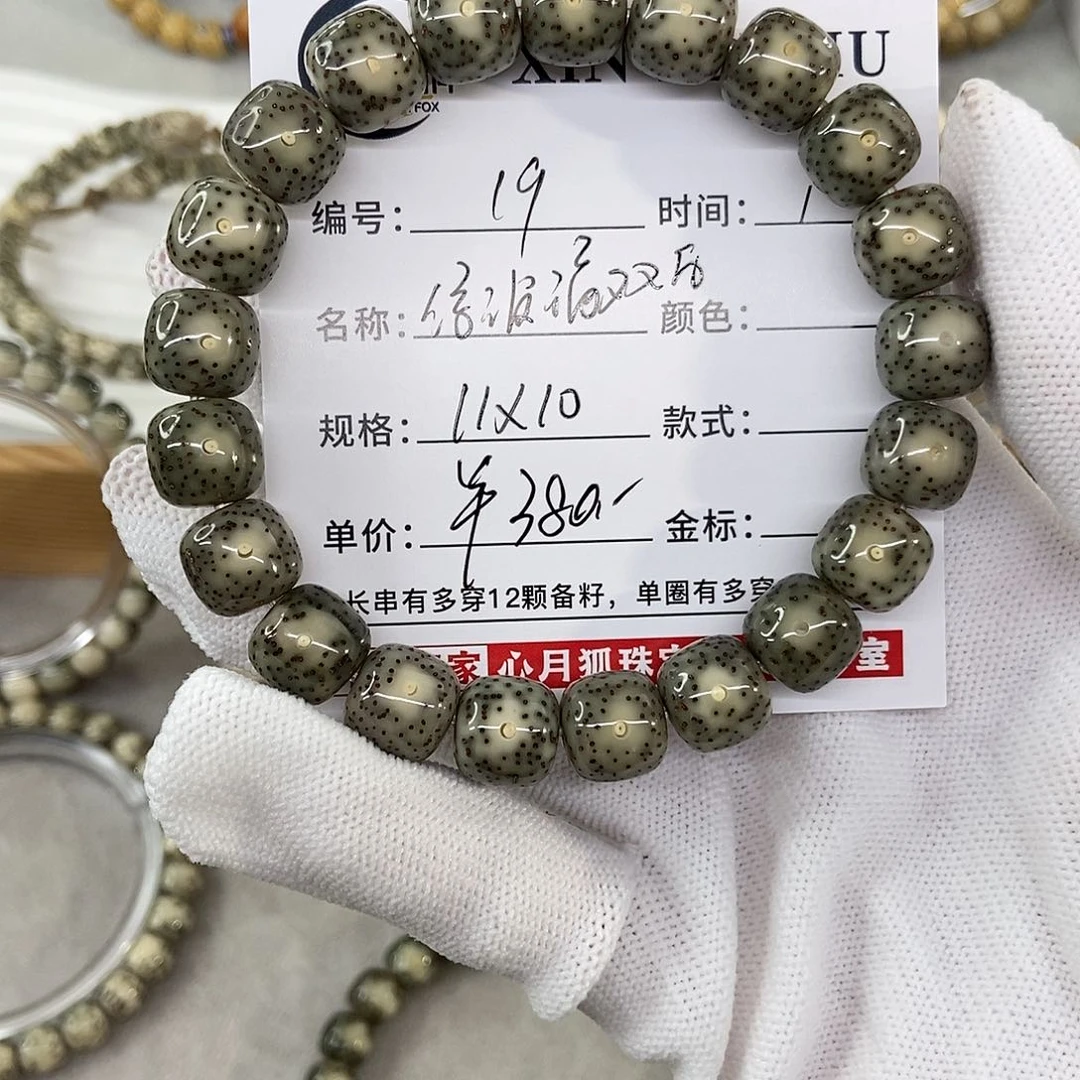 XIN U
FOX
编号: 19 时间: 1
名称: 颜色:
规格: 11X10 款式:
单价: ¥380.- 金标:
长串有多穿12颗备籽，单圈有多穿
家 心月狐珠宝 室